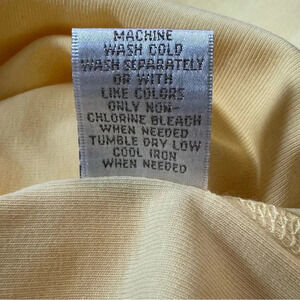 MACHINE
WASH COLD
WASH SEPARATELY
OR WITH
LIKE COLORS
ONLY NON-
CHLORINE BLEACH
WHEN NEEDED
TUMBLE DRY LOW
COOL IRON
WHEN NEEDED